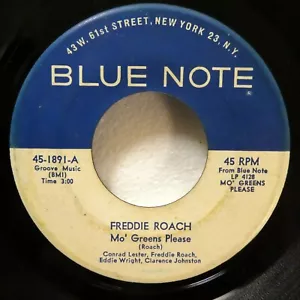 43 W. 61st STREET, NEW YORK 23, N.Y.
BLUE NOTE
45-1891-A
Groove Music
(BMI)
Time 3:00
45 RPM
From Blue Note
LP 4128
MO' GREENS
PLEASE
FREDDIE ROACH
Mo' Greens Please
(Roach)
Conrad Lester, Freddie Roach,
Eddie Wright, Clarence Johnston